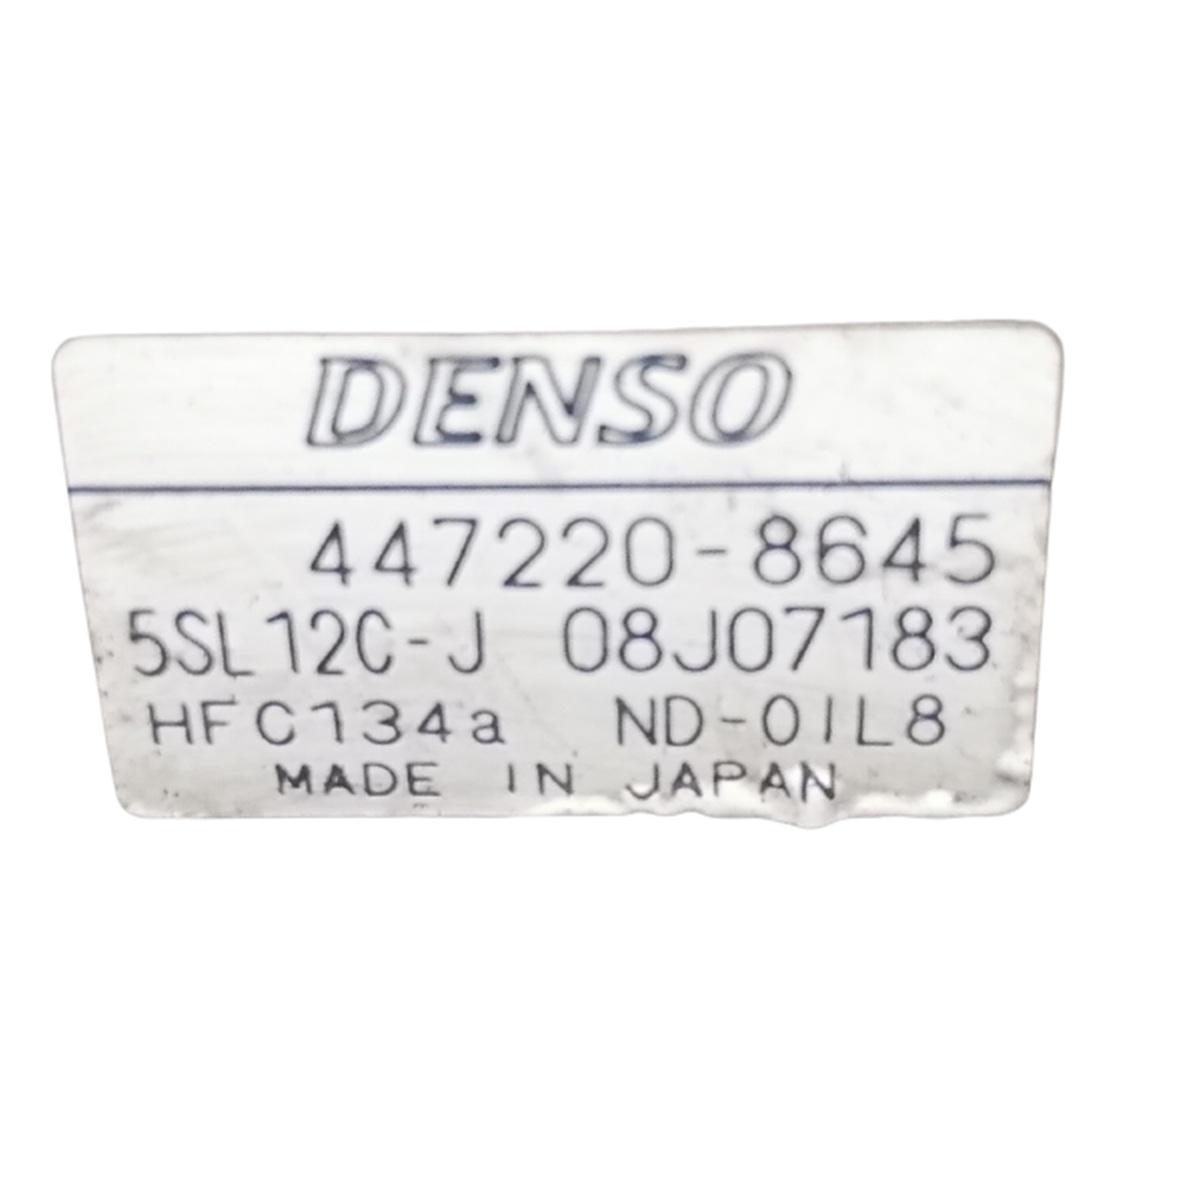 DENSO
447220-8645
5SL12C-J 08J07183
HFC134a ND-OIL8
MADE IN JAPAN